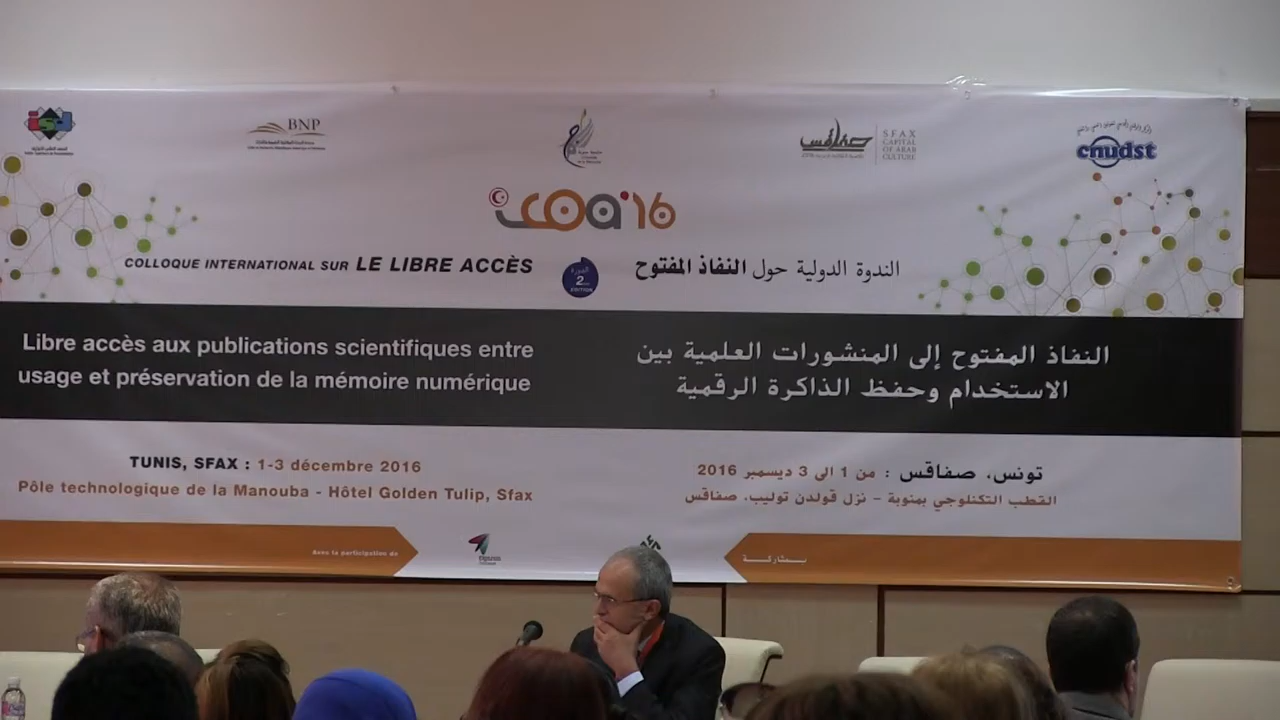 isd
BNP
صفاقس
SFAX
CAPITAL
OF ARAB
CULTURE
cnudst
coa'16
COLLOQUE INTERNATIONAL SUR LE LIBRE ACCÈS
الدورة
2
EDITION
الندوة الدولية حول النفاذ المفتوح
Libre accès aux publications scientifiques entre
usage et préservation de la mémoire numérique
النفاذ المفتوح إلى المنشورات العلمية بين
الاستخدام وحفظ الذاكرة الرقمية
TUNIS, SFAX : 1-3 décembre 2016
Pôle technologique de la Manouba - Hôtel Golden Tulip, Sfax
تونس، صفاقس : من 1 الى 3 ديسمبر 2016
القطب التكنلوجي بمنوبة - نزل قولدن توليب، صفاقس
Avec la participation de
بمشاركة